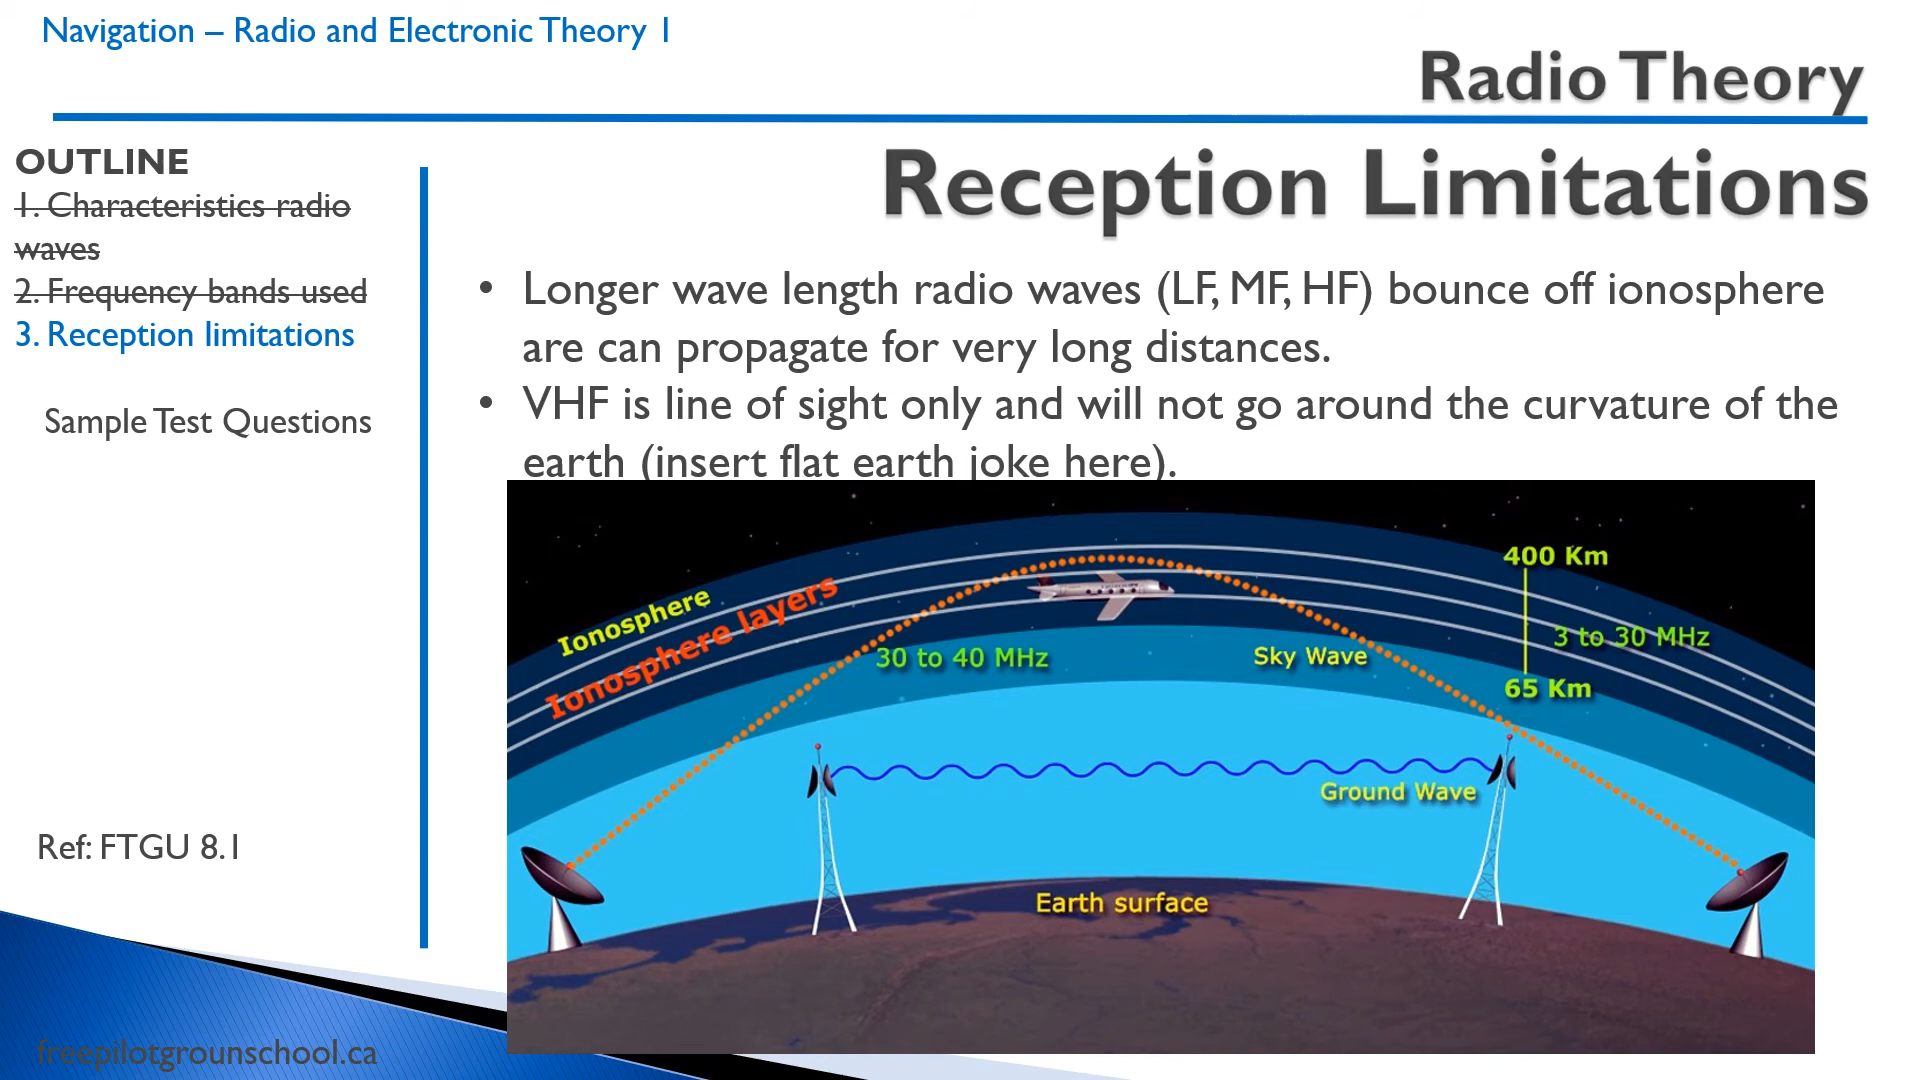 Navigation – Radio and Electronic Theory 1
Radio Theory
OUTLINE
1. Characteristics radio
waves
2. Frequency bands used
3. Reception limitations
Sample Test Questions
Ref: FTGU 8.1
freepilotgrounschool.ca
Reception Limitations
• Longer wave length radio waves (LF, MF, HF) bounce off ionosphere
are can propagate for very long distances.
• VHF is line of sight only and will not go around the curvature of the
earth (insert flat earth joke here).
Ionosphere
Ionosphere layers
400 Km
30 to 40 MHz
Sky Wave
3 to 30 MHz
65 Km
Ground Wave
Earth surface